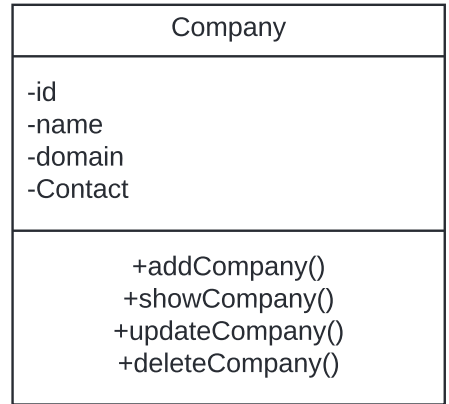 Company
-id
-name
-domain
-Contact
+addCompany()
+showCompany()
+updateCompany()
+deleteCompany()